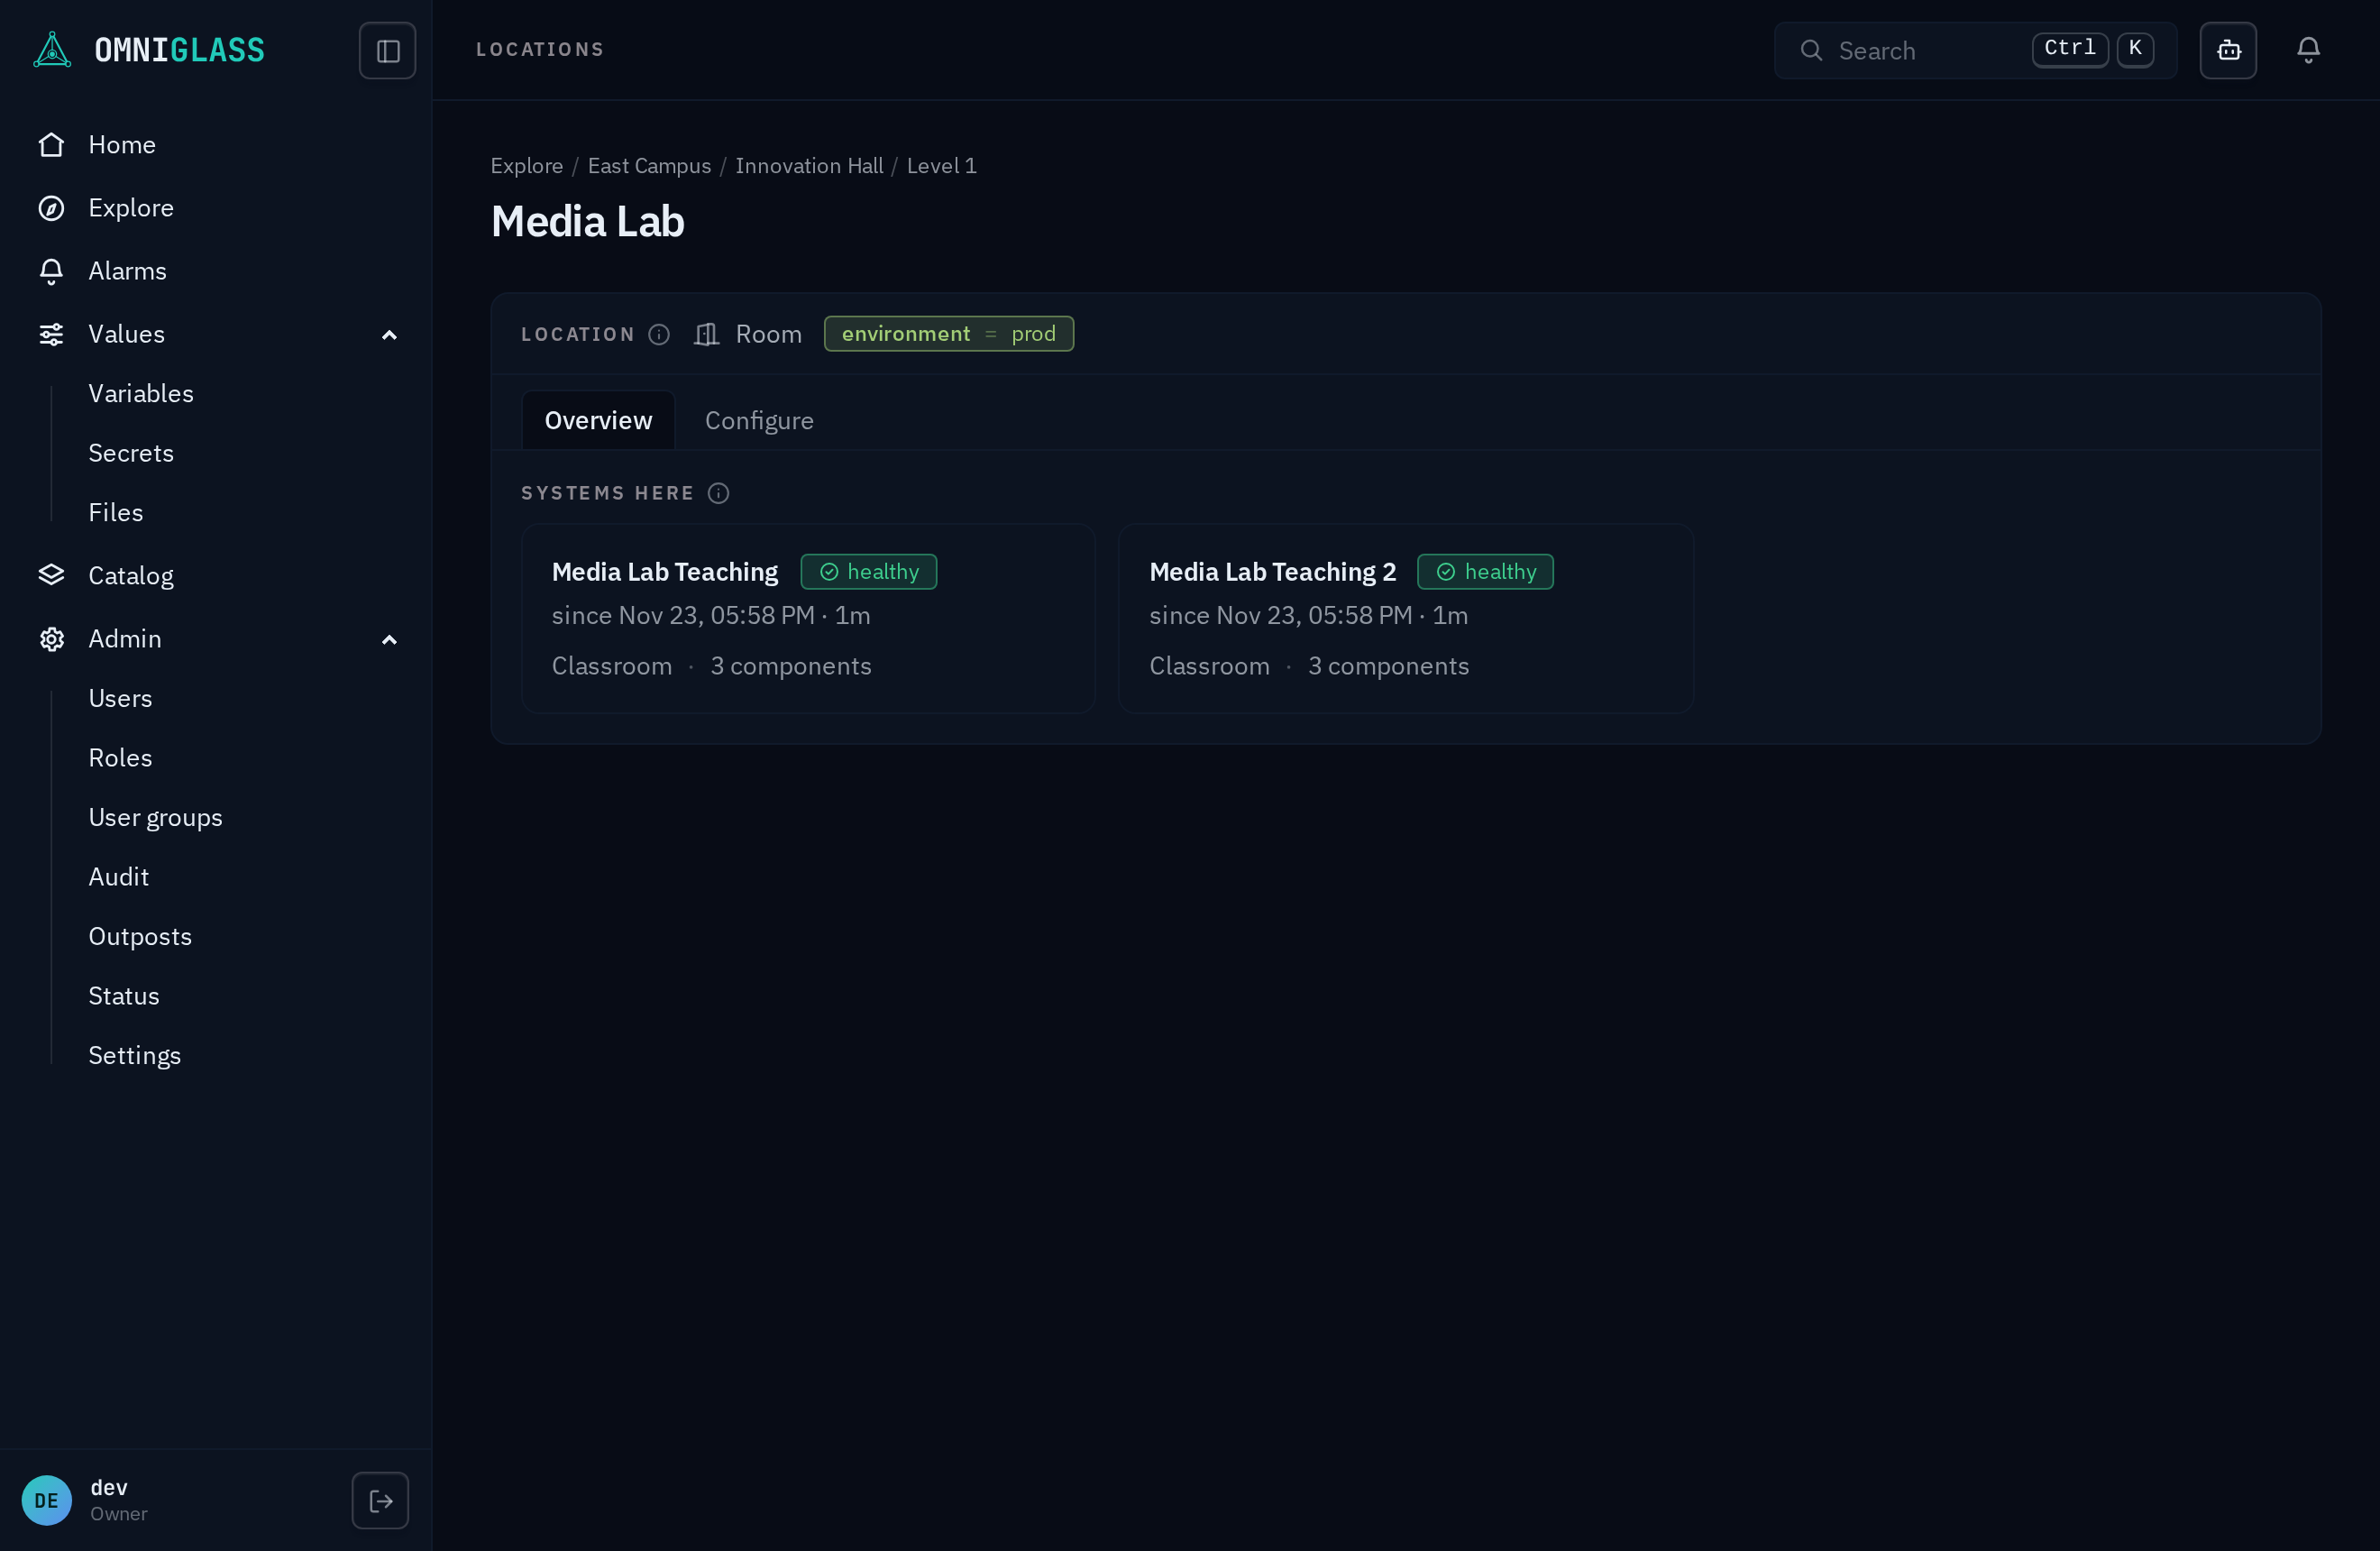 OMNIGLASS
Home
Explore
Alarms
Values
Variables
Secrets
Files
Catalog
Admin
Users
Roles
User groups
Audit
Outposts
Status
Settings
DE
dev
Owner
LOCATIONS
Search
Ctrl K
Explore / East Campus / Innovation Hall / Level 1
Media Lab
LOCATION Room environment = prod
Overview Configure
SYSTEMS HERE
Media Lab Teaching healthy
since Nov 23, 05:58 PM · 1m
Classroom · 3 components
Media Lab Teaching 2 healthy
since Nov 23, 05:58 PM · 1m
Classroom · 3 components